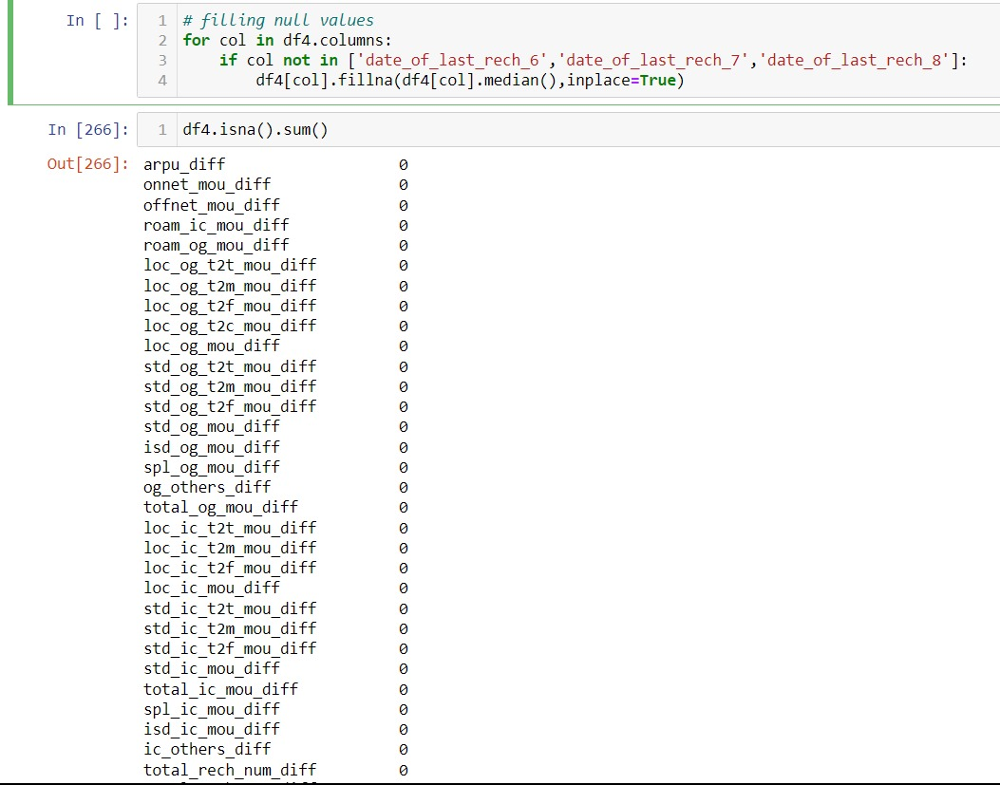 In [ ]: 1 # filling null values
2 for col in df4.columns:
3     if col not in ['date_of_last_rech_6','date_of_last_rech_7','date_of_last_rech_8']:
4         df4[col].fillna(df4[col].median(),inplace=True)
In [266]: 1 df4.isna().sum()
Out[266]: arpu_diff 0
onnet_mou_diff 0
offnet_mou_diff 0
roam_ic_mou_diff 0
roam_og_mou_diff 0
loc_og_t2t_mou_diff 0
loc_og_t2m_mou_diff 0
loc_og_t2f_mou_diff 0
loc_og_t2c_mou_diff 0
loc_og_mou_diff 0
std_og_t2t_mou_diff 0
std_og_t2m_mou_diff 0
std_og_t2f_mou_diff 0
std_og_mou_diff 0
isd_og_mou_diff 0
spl_og_mou_diff 0
og_others_diff 0
total_og_mou_diff 0
loc_ic_t2t_mou_diff 0
loc_ic_t2m_mou_diff 0
loc_ic_t2f_mou_diff 0
loc_ic_mou_diff 0
std_ic_t2t_mou_diff 0
std_ic_t2m_mou_diff 0
std_ic_t2f_mou_diff 0
std_ic_mou_diff 0
total_ic_mou_diff 0
spl_ic_mou_diff 0
isd_ic_mou_diff 0
ic_others_diff 0
total_rech_num_diff 0